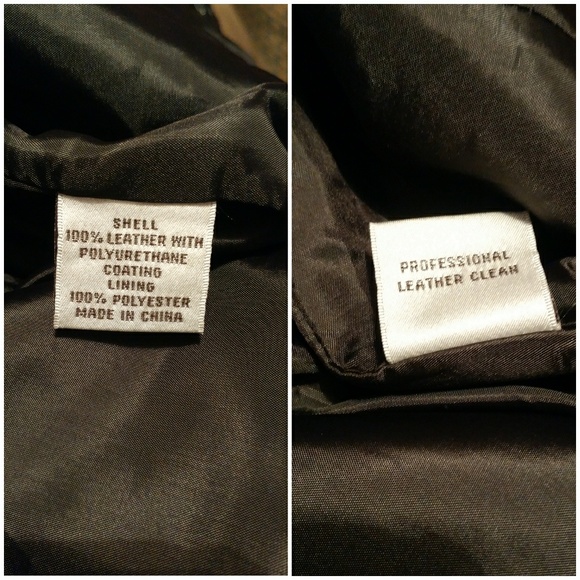 SHELL
100% LEATHER WITH
POLYURETHANE
COATING
LINING
100% POLYESTER
MADE IN CHINA
PROFESSIONAL
LEATHER CLEAN